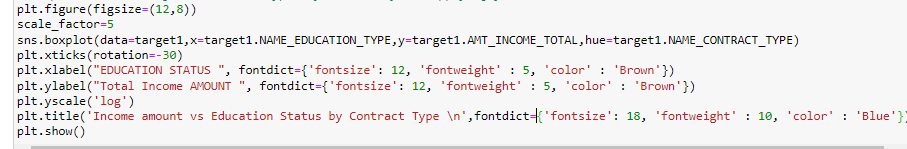 plt.figure(figsize=(12,8))
scale_factor=5
sns.boxplot(data=target1,x=target1.NAME_EDUCATION_TYPE,y=target1.AMT_INCOME_TOTAL,hue=target1.NAME_CONTRACT_TYPE)
plt.xticks(rotation=-30)
plt.xlabel("EDUCATION STATUS ", fontdict={'fontsize': 12, 'fontweight' : 5, 'color' : 'Brown'})
plt.ylabel("Total Income AMOUNT ", fontdict={'fontsize': 12, 'fontweight' : 5, 'color' : 'Brown'})
plt.yscale('log')
plt.title('Income amount vs Education Status by Contract Type \n',fontdict={'fontsize': 18, 'fontweight' : 10, 'color' : 'Blue'})
plt.show()